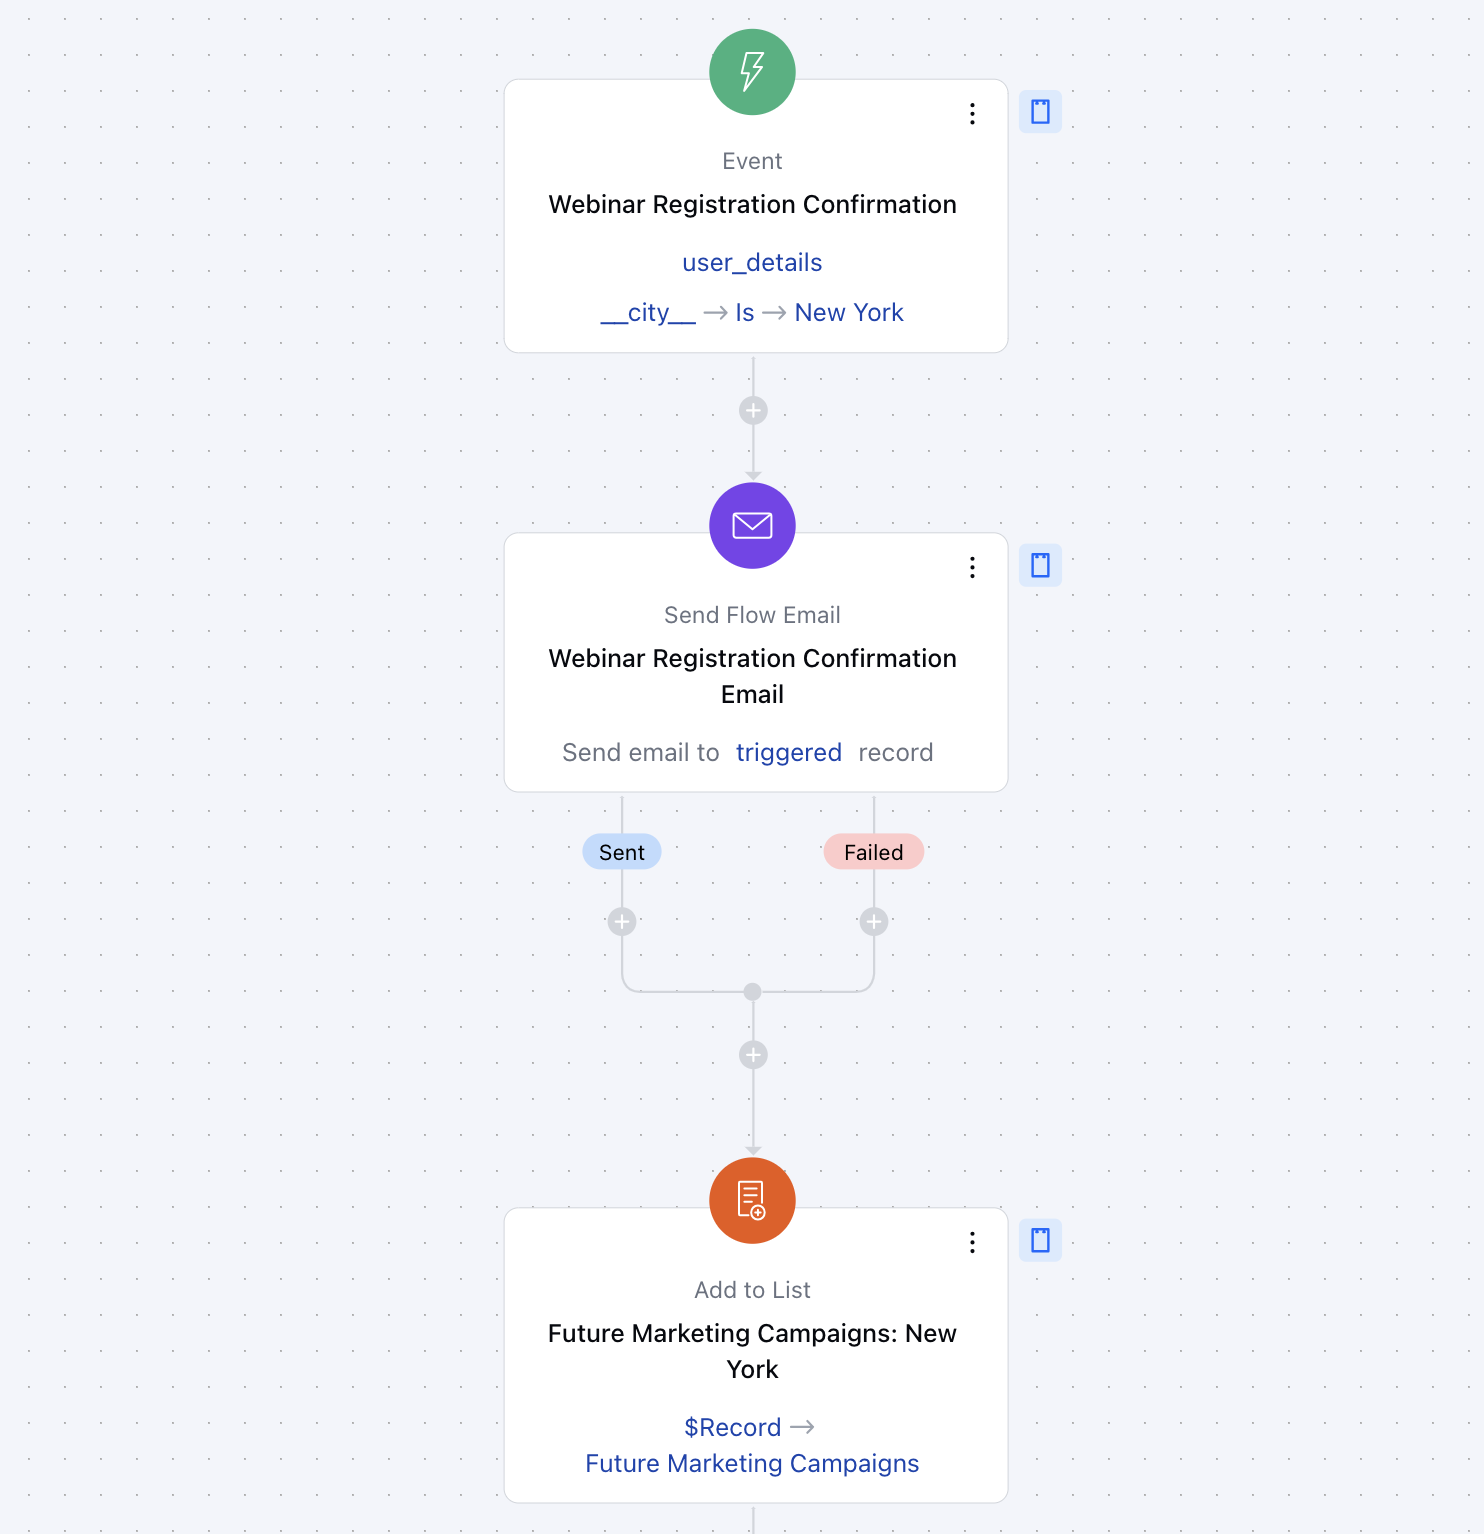 Event
Webinar Registration Confirmation
user_details
__city__ → Is → New York
Send Flow Email
Webinar Registration Confirmation
Email
Send email to triggered record
Sent
Failed
Add to List
Future Marketing Campaigns: New
York
$Record →
Future Marketing Campaigns